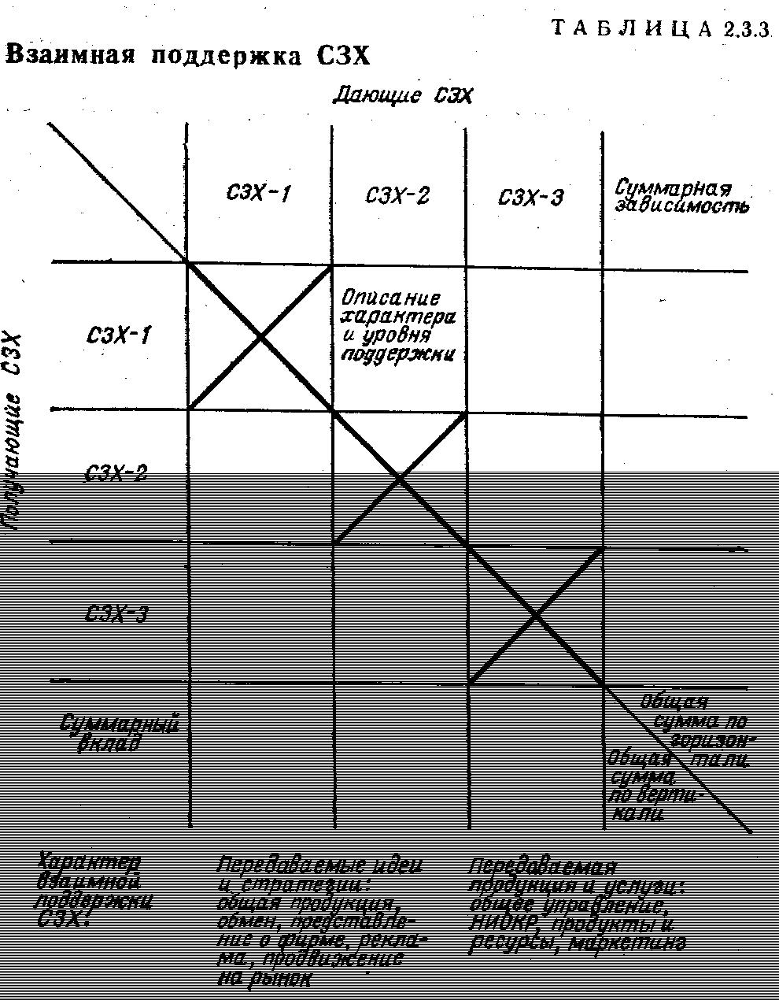 ТАБЛИЦА 2.3.3
Взаимная поддержка СЗХ
Дающие СЗХ
СЗХ-1
СЗХ-2
СЗХ-3
Суммарная
зависимость
Получающие СЗХ
СЗХ-1
Описание
характера
и уровня
поддержки
СЗХ-2
СЗХ-3
Суммарный
вклад
Общая
сумма по
горизон-
тали
Общая
сумма
по верти-
кали
Характер
взаимной
поддержки
СЗХ:
Передаваемые идеи
и стратегии:
общая продукция,
обмен, представле-
ние о фирме, рекла-
ма, продвижение
на рынок
Передаваемая
продукция и услуги:
общее управление,
НИОКР, продукты и
ресурсы, маркетинг